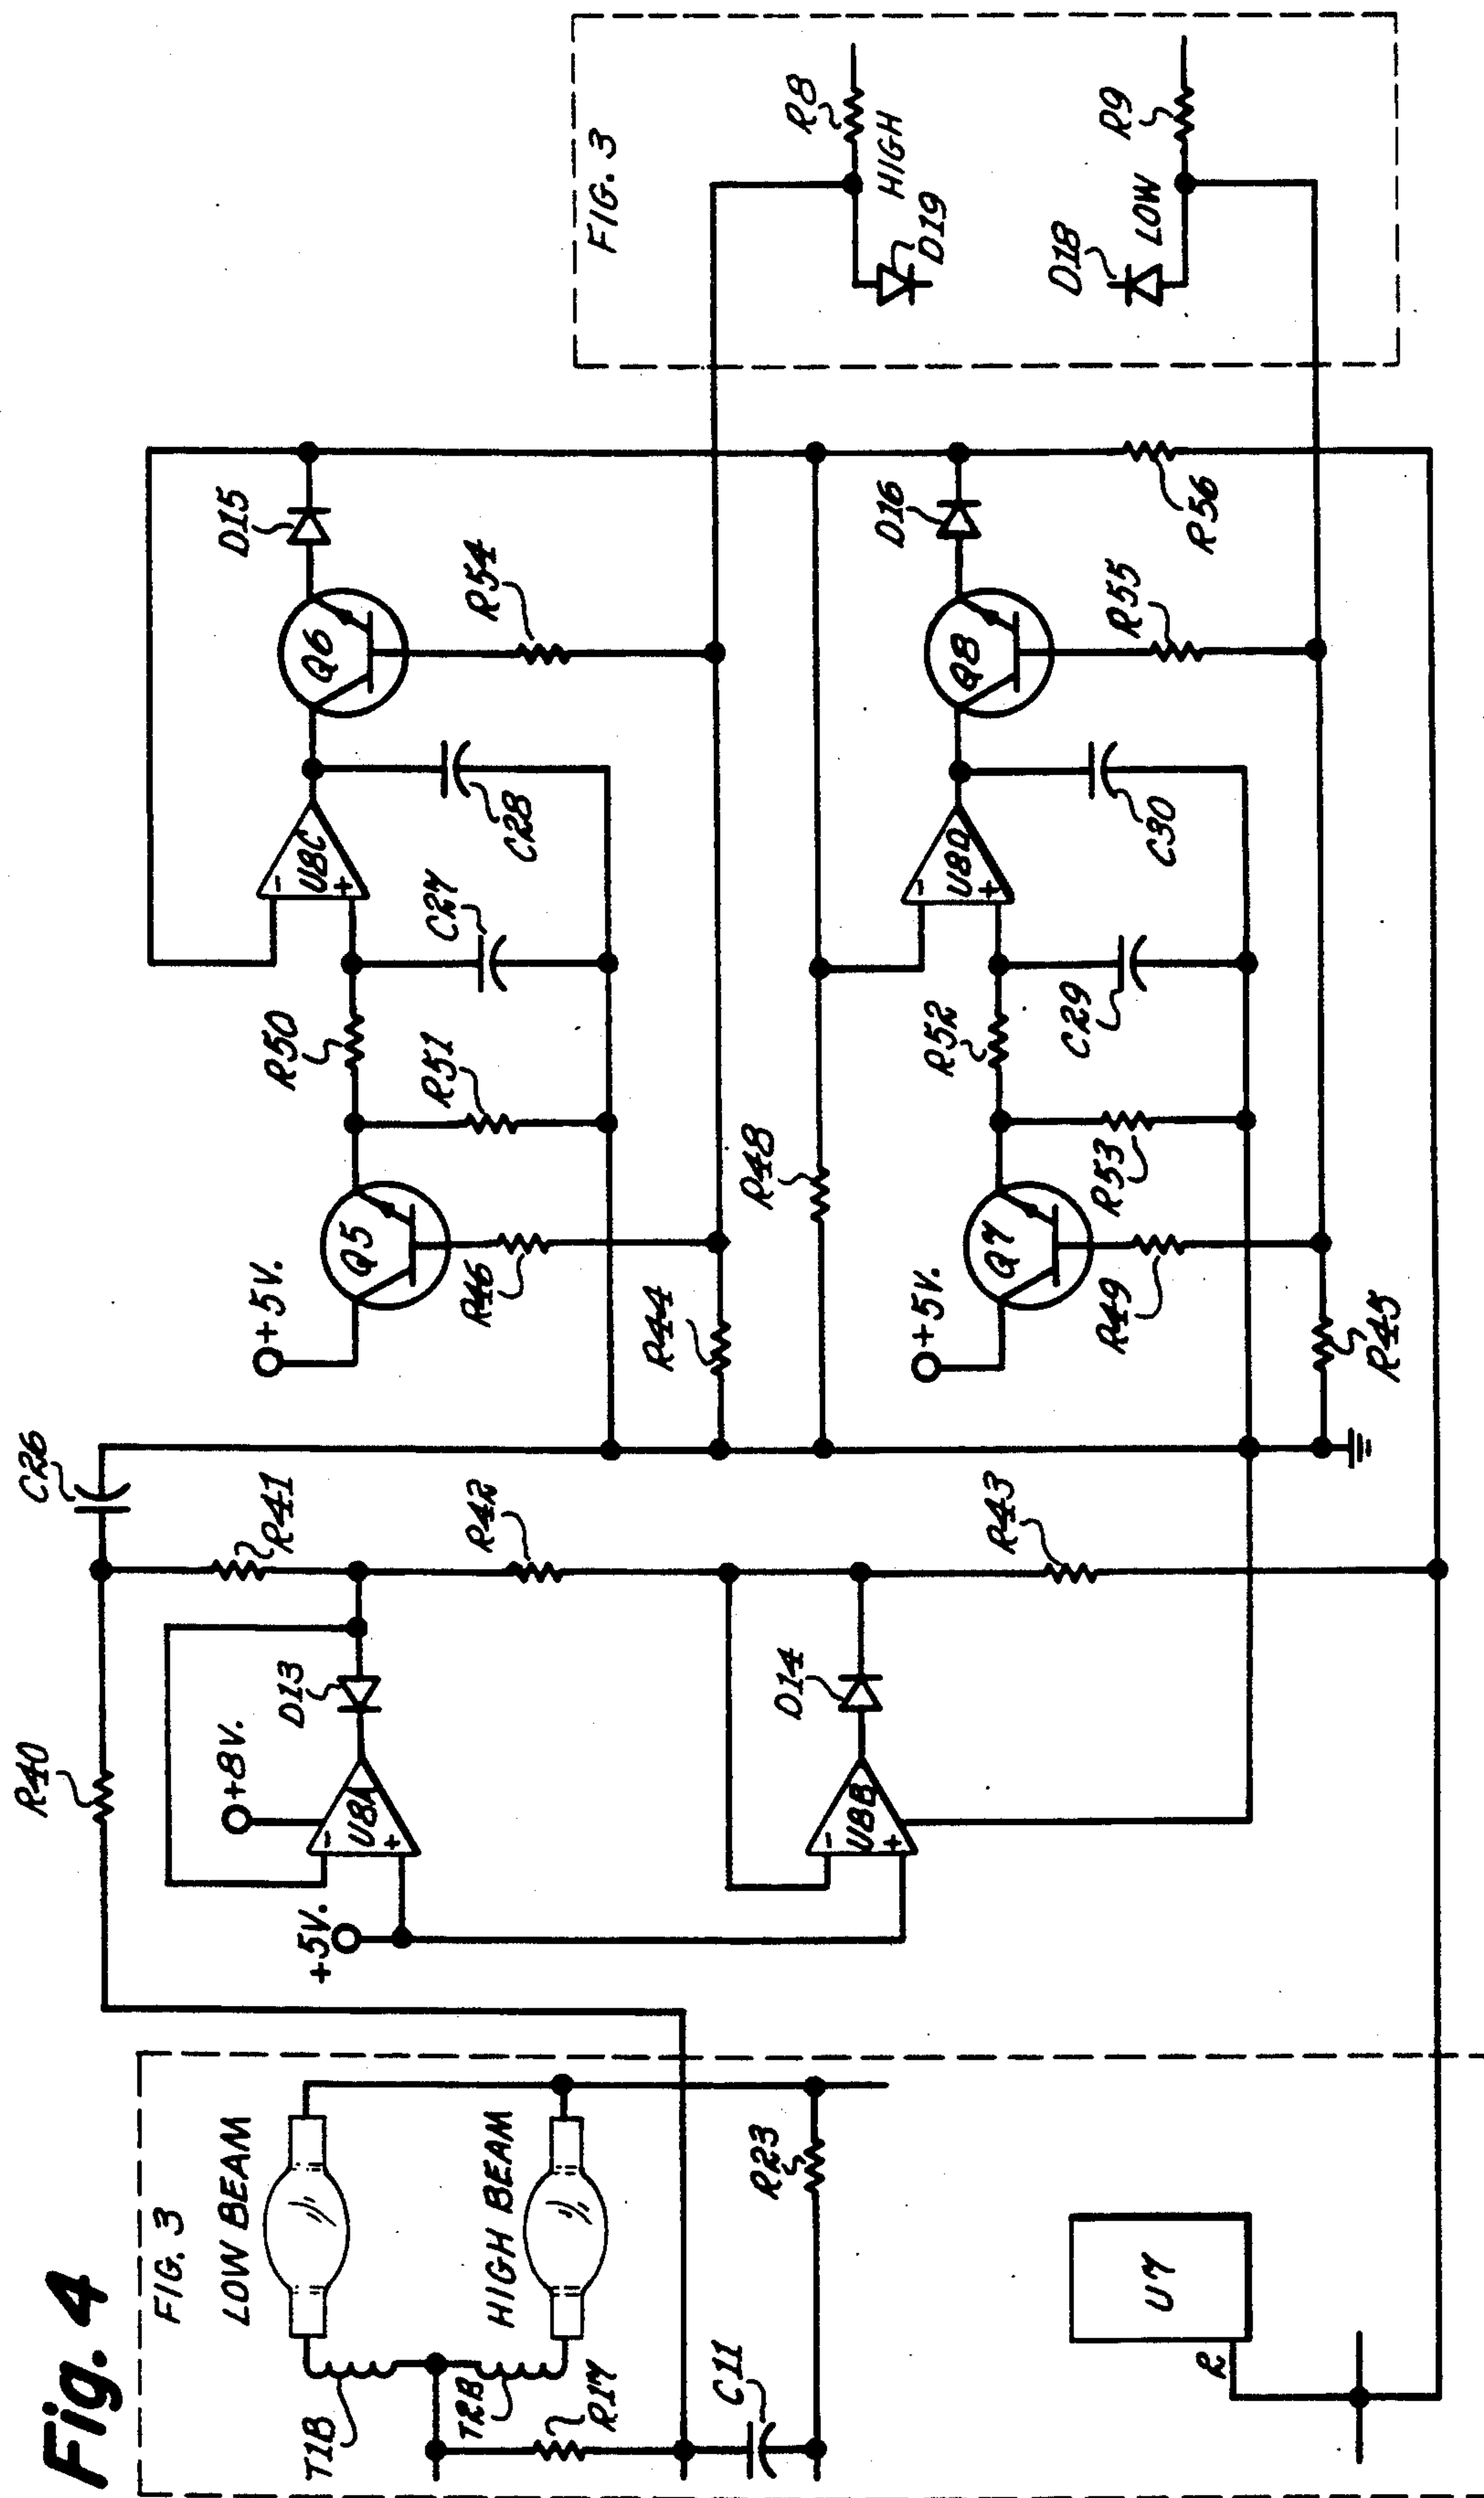 Fig. 4
FIG. 3
LOW BEAM
HIGH BEAM
T1B
T2B
R17
C11
R23
U7
R
R40
C26
+8V.
+5V.
U8A
-
+
D13
R41
R42
U8B
-
+
D14
R43
+5V.
Q5
R46
R44
R50
R51
C27
U8C
-
+
C28
Q6
D15
R54
R48
+5V.
Q7
R49
R45
R52
R53
C29
U8D
-
+
C30
Q8
D16
R55
R56
FIG. 3
R8
HIGH
D19
D18
LOW
R9